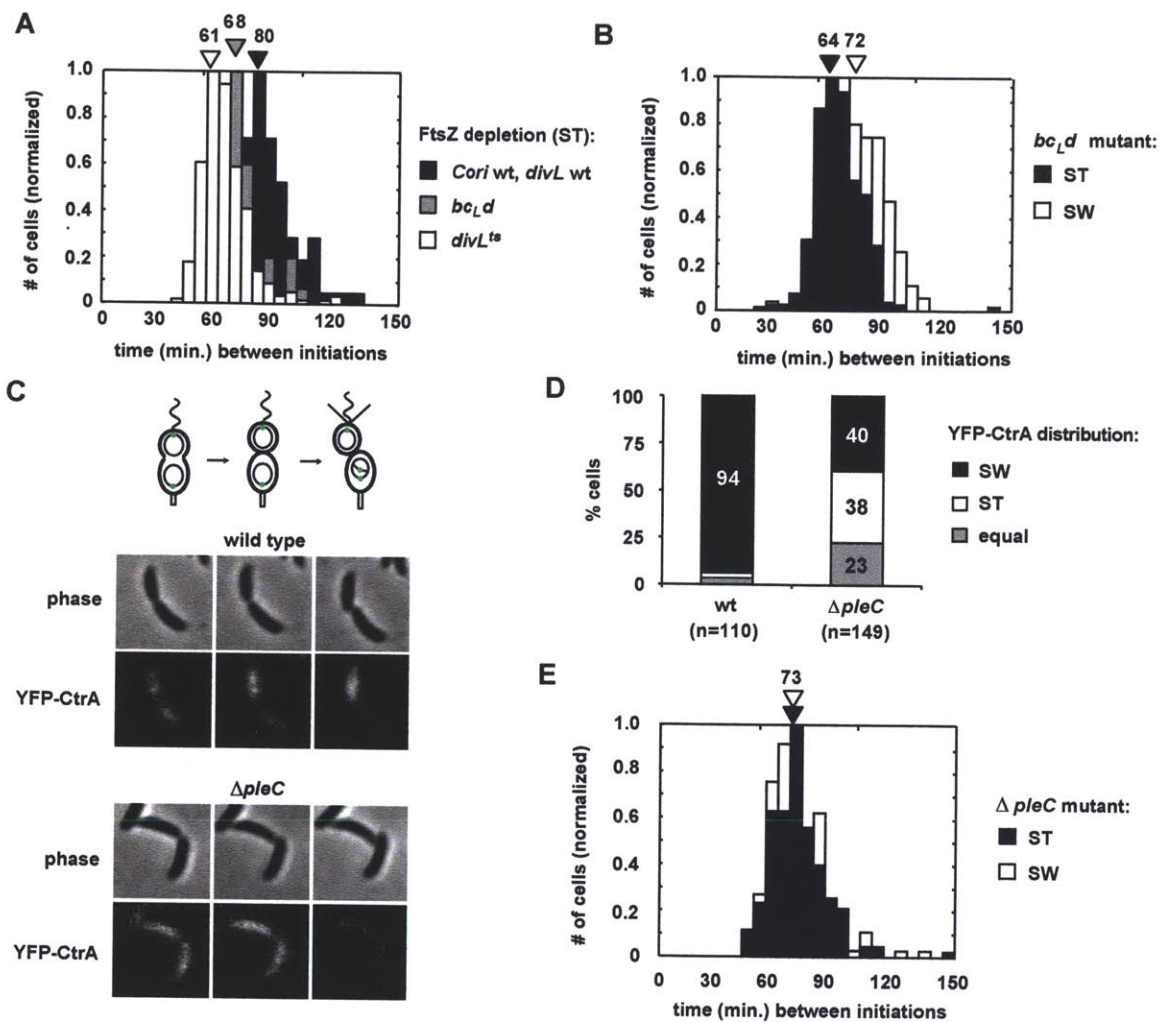 A
61 68 80
1.0
0.8
0.6
0.4
0.2
0
# of cells (normalized)
0 30 60 90 120 150
time (min.) between initiations
FtsZ depletion (ST):
Cori wt, divL wt
bcLd
divLts
B
64 72
1.0
0.8
0.6
0.4
0.2
0
# of cells (normalized)
0 30 60 90 120 150
time (min.) between initiations
bcLd mutant:
ST
SW
C
wild type
phase
YFP-CtrA
ΔpleC
phase
YFP-CtrA
D
100
75
50
25
0
% cells
94
40
38
23
wt
(n=110)
ΔpleC
(n=149)
YFP-CtrA distribution:
SW
ST
equal
E
73
1.0
0.8
0.6
0.4
0.2
0
# of cells (normalized)
0 30 60 90 120 150
time (min.) between initiations
Δ pleC mutant:
ST
SW